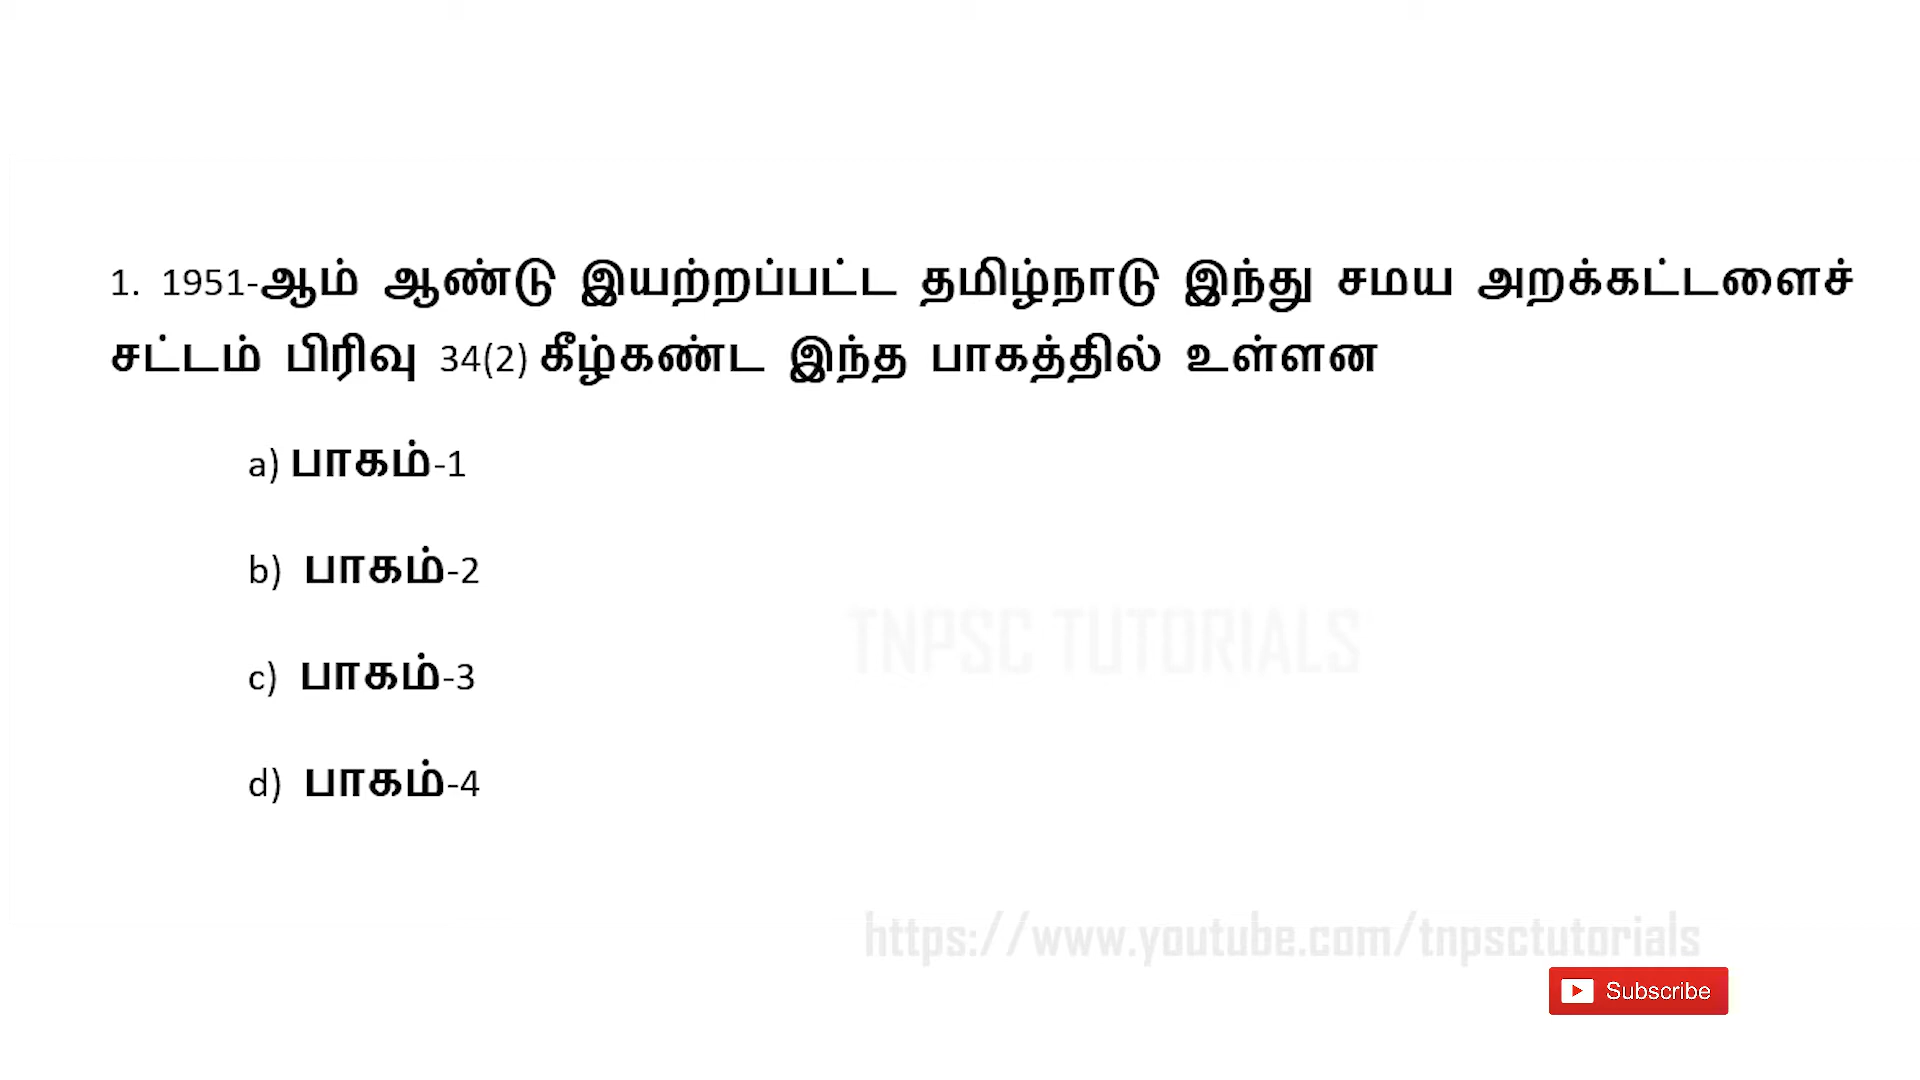 1. 1951-ஆம் ஆண்டு இயற்றப்பட்ட தமிழ்நாடு இந்து சமய அறக்கட்டளைச்
சட்டம் பிரிவு 34(2) கீழ்கண்ட இந்த பாகத்தில் உள்ளன
a) பாகம்-1
b) பாகம்-2
c) பாகம்-3
d) பாகம்-4
TNPSC TUTORIALS
https://www.youtube.com/tnpsctutorials
Subscribe